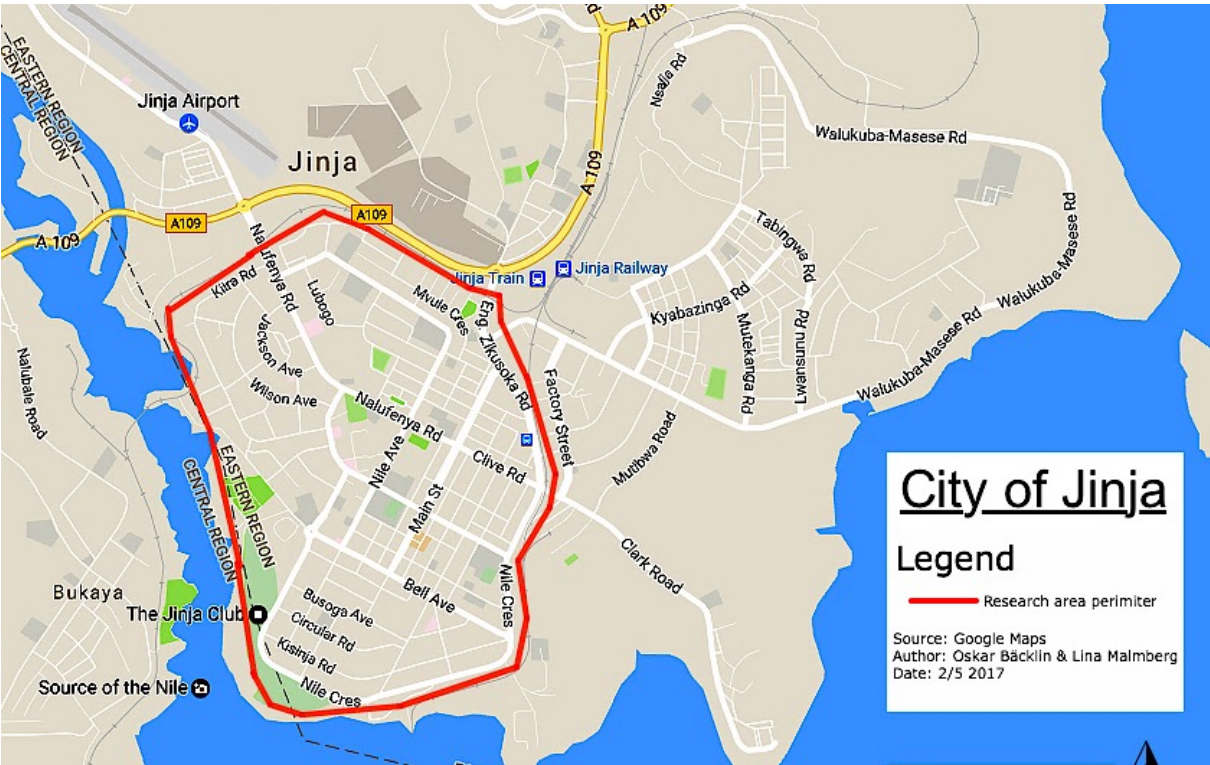 A 109
Nsajja Rd
EASTERN REGION
CENTRAL REGION
Jinja Airport
Walukuba-Masese Rd
Jinja
A 109
A109
A109
A 109
Nalufenya Rd
Tabingwa Rd
Walukuba-Masese Rd
Kiira Rd
Jinja Train
Jinja Railway
Lubogo
Mvule Cres
Eng. Zikusoka Rd
Kyabazinga Rd
Walukuba-Masese Rd
Jackson Ave
Mutekanga Rd
Nalubale Road
Factory Street
Wilson Ave
Nalufenya Rd
Mutibwa Road
Nile Ave
Clive Rd
EASTERN REGION
CENTRAL REGION
Main St
City of Jinja
Legend
Research area perimiter
Source: Google Maps
Author: Oskar Bäcklin & Lina Malmberg
Date: 2/5 2017
Clark Road
Nile Cres
Bell Ave
Bukaya
The Jinja Club
Busoga Ave
Circular Rd
Kisinja Rd
Source of the Nile
Nile Cres